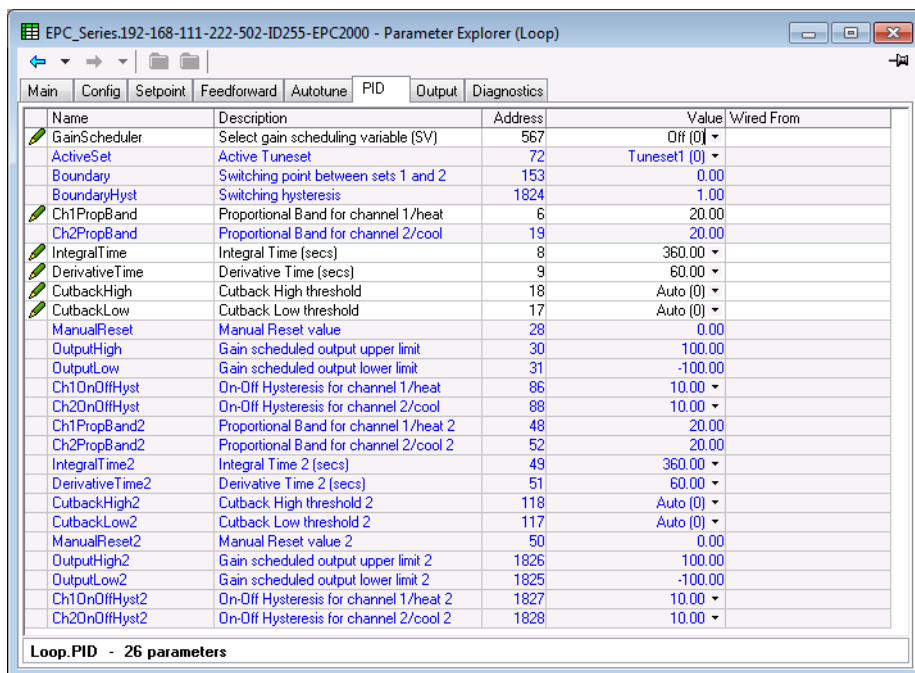 EPC_Series.192-168-111-222-502-ID255-EPC2000 - Parameter Explorer (Loop)
Main Config Setpoint Feedforward Autotune PID Output Diagnostics
Name Description Address Value Wired From
GainScheduler Select gain scheduling variable (SV) 567 Off (0)
ActiveSet Active Tuneset 72 Tuneset1 (0)
Boundary Switching point between sets 1 and 2 153 0.00
BoundaryHyst Switching hysteresis 1824 1.00
Ch1PropBand Proportional Band for channel 1/heat 6 20.00
Ch2PropBand Proportional Band for channel 2/cool 19 20.00
IntegralTime Integral Time (secs) 8 360.00
DerivativeTime Derivative Time (secs) 9 60.00
CutbackHigh Cutback High threshold 18 Auto (0)
CutbackLow Cutback Low threshold 17 Auto (0)
ManualReset Manual Reset value 28 0.00
OutputHigh Gain scheduled output upper limit 30 100.00
OutputLow Gain scheduled output lower limit 31 -100.00
Ch1OnOffHyst On-Off Hysteresis for channel 1/heat 86 10.00
Ch2OnOffHyst On-Off Hysteresis for channel 2/cool 88 10.00
Ch1PropBand2 Proportional Band for channel 1/heat 2 48 20.00
Ch2PropBand2 Proportional Band for channel 2/cool 2 52 20.00
IntegralTime2 Integral Time 2 (secs) 49 360.00
DerivativeTime2 Derivative Time 2 (secs) 51 60.00
CutbackHigh2 Cutback High threshold 2 118 Auto (0)
CutbackLow2 Cutback Low threshold 2 117 Auto (0)
ManualReset2 Manual Reset value 2 50 0.00
OutputHigh2 Gain scheduled output upper limit 2 1826 100.00
OutputLow2 Gain scheduled output lower limit 2 1825 -100.00
Ch1OnOffHyst2 On-Off Hysteresis for channel 1/heat 2 1827 10.00
Ch2OnOffHyst2 On-Off Hysteresis for channel 2/cool 2 1828 10.00
Loop.PID - 26 parameters